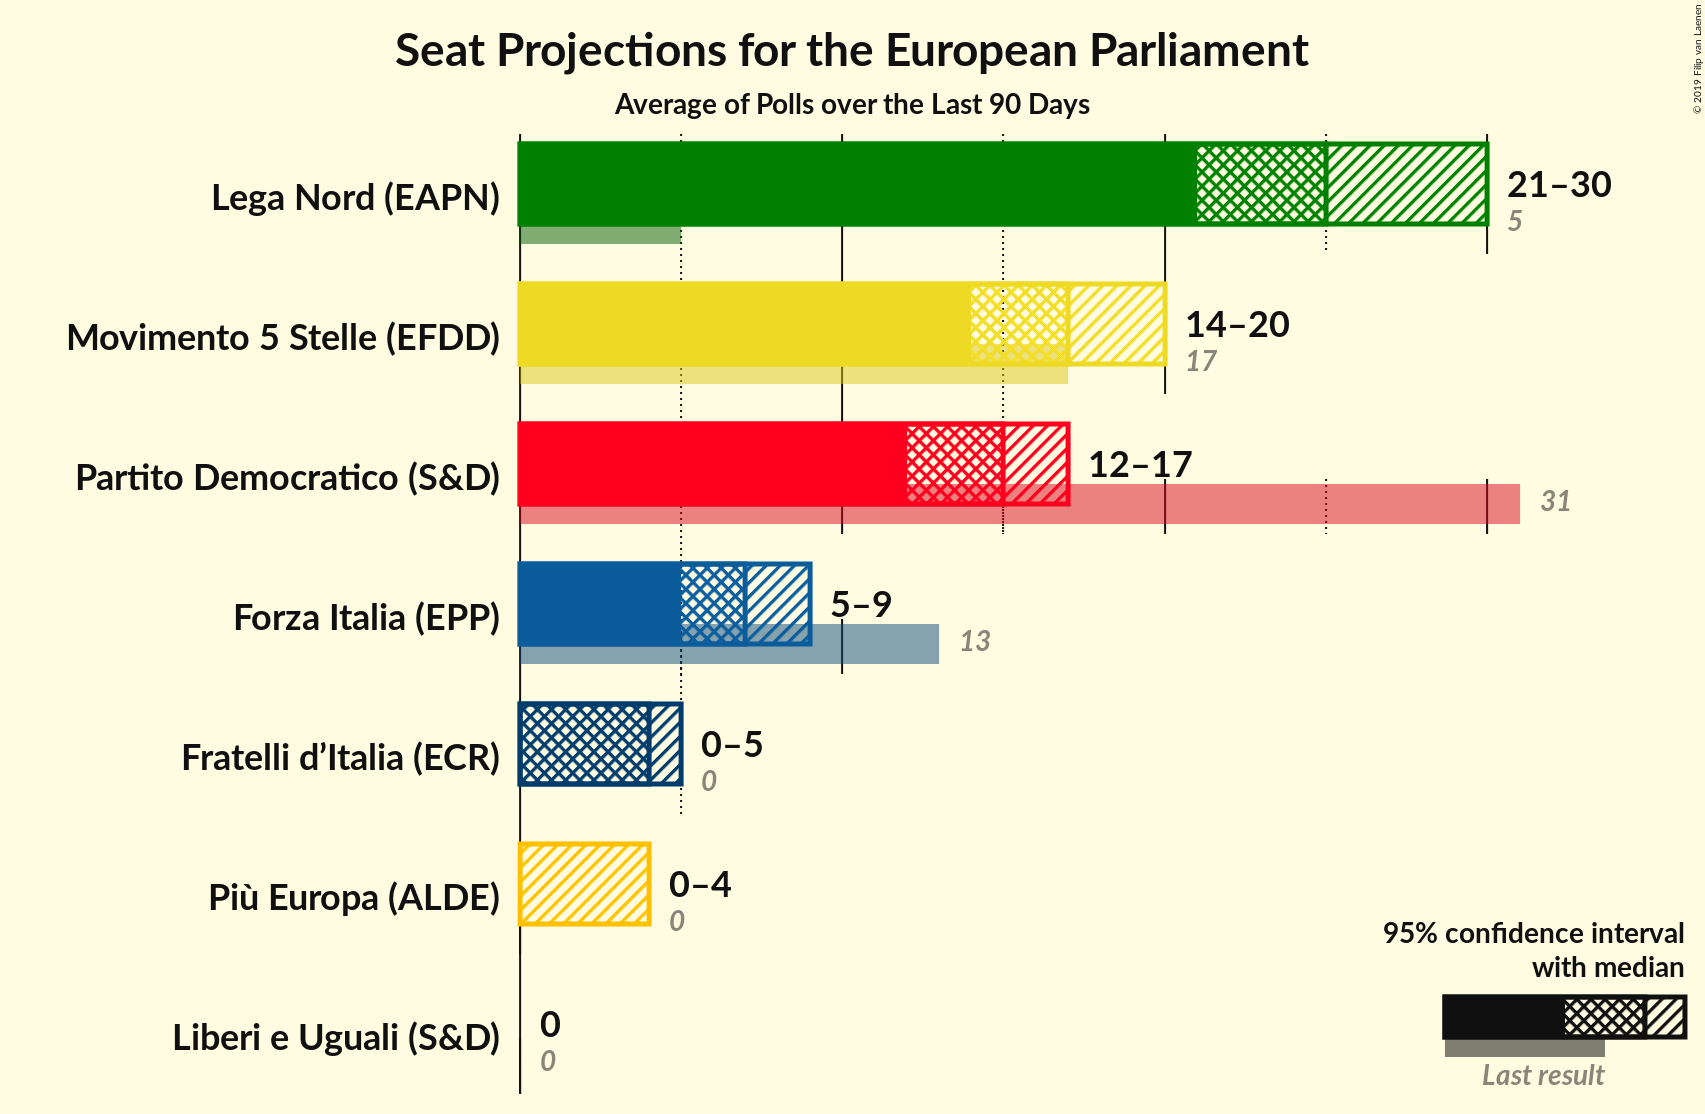 Seat Projections for the European Parliament
Average of Polls over the Last 90 Days
© 2019 Filip van Laenen
Lega Nord (EAPN)
21–30
5
Movimento 5 Stelle (EFDD)
14–20
17
Partito Democratico (S&D)
12–17
31
Forza Italia (EPP)
5–9
13
Fratelli d’Italia (ECR)
0–5
0
Più Europa (ALDE)
0–4
0
Liberi e Uguali (S&D)
0
0
95% confidence interval
with median
Last result